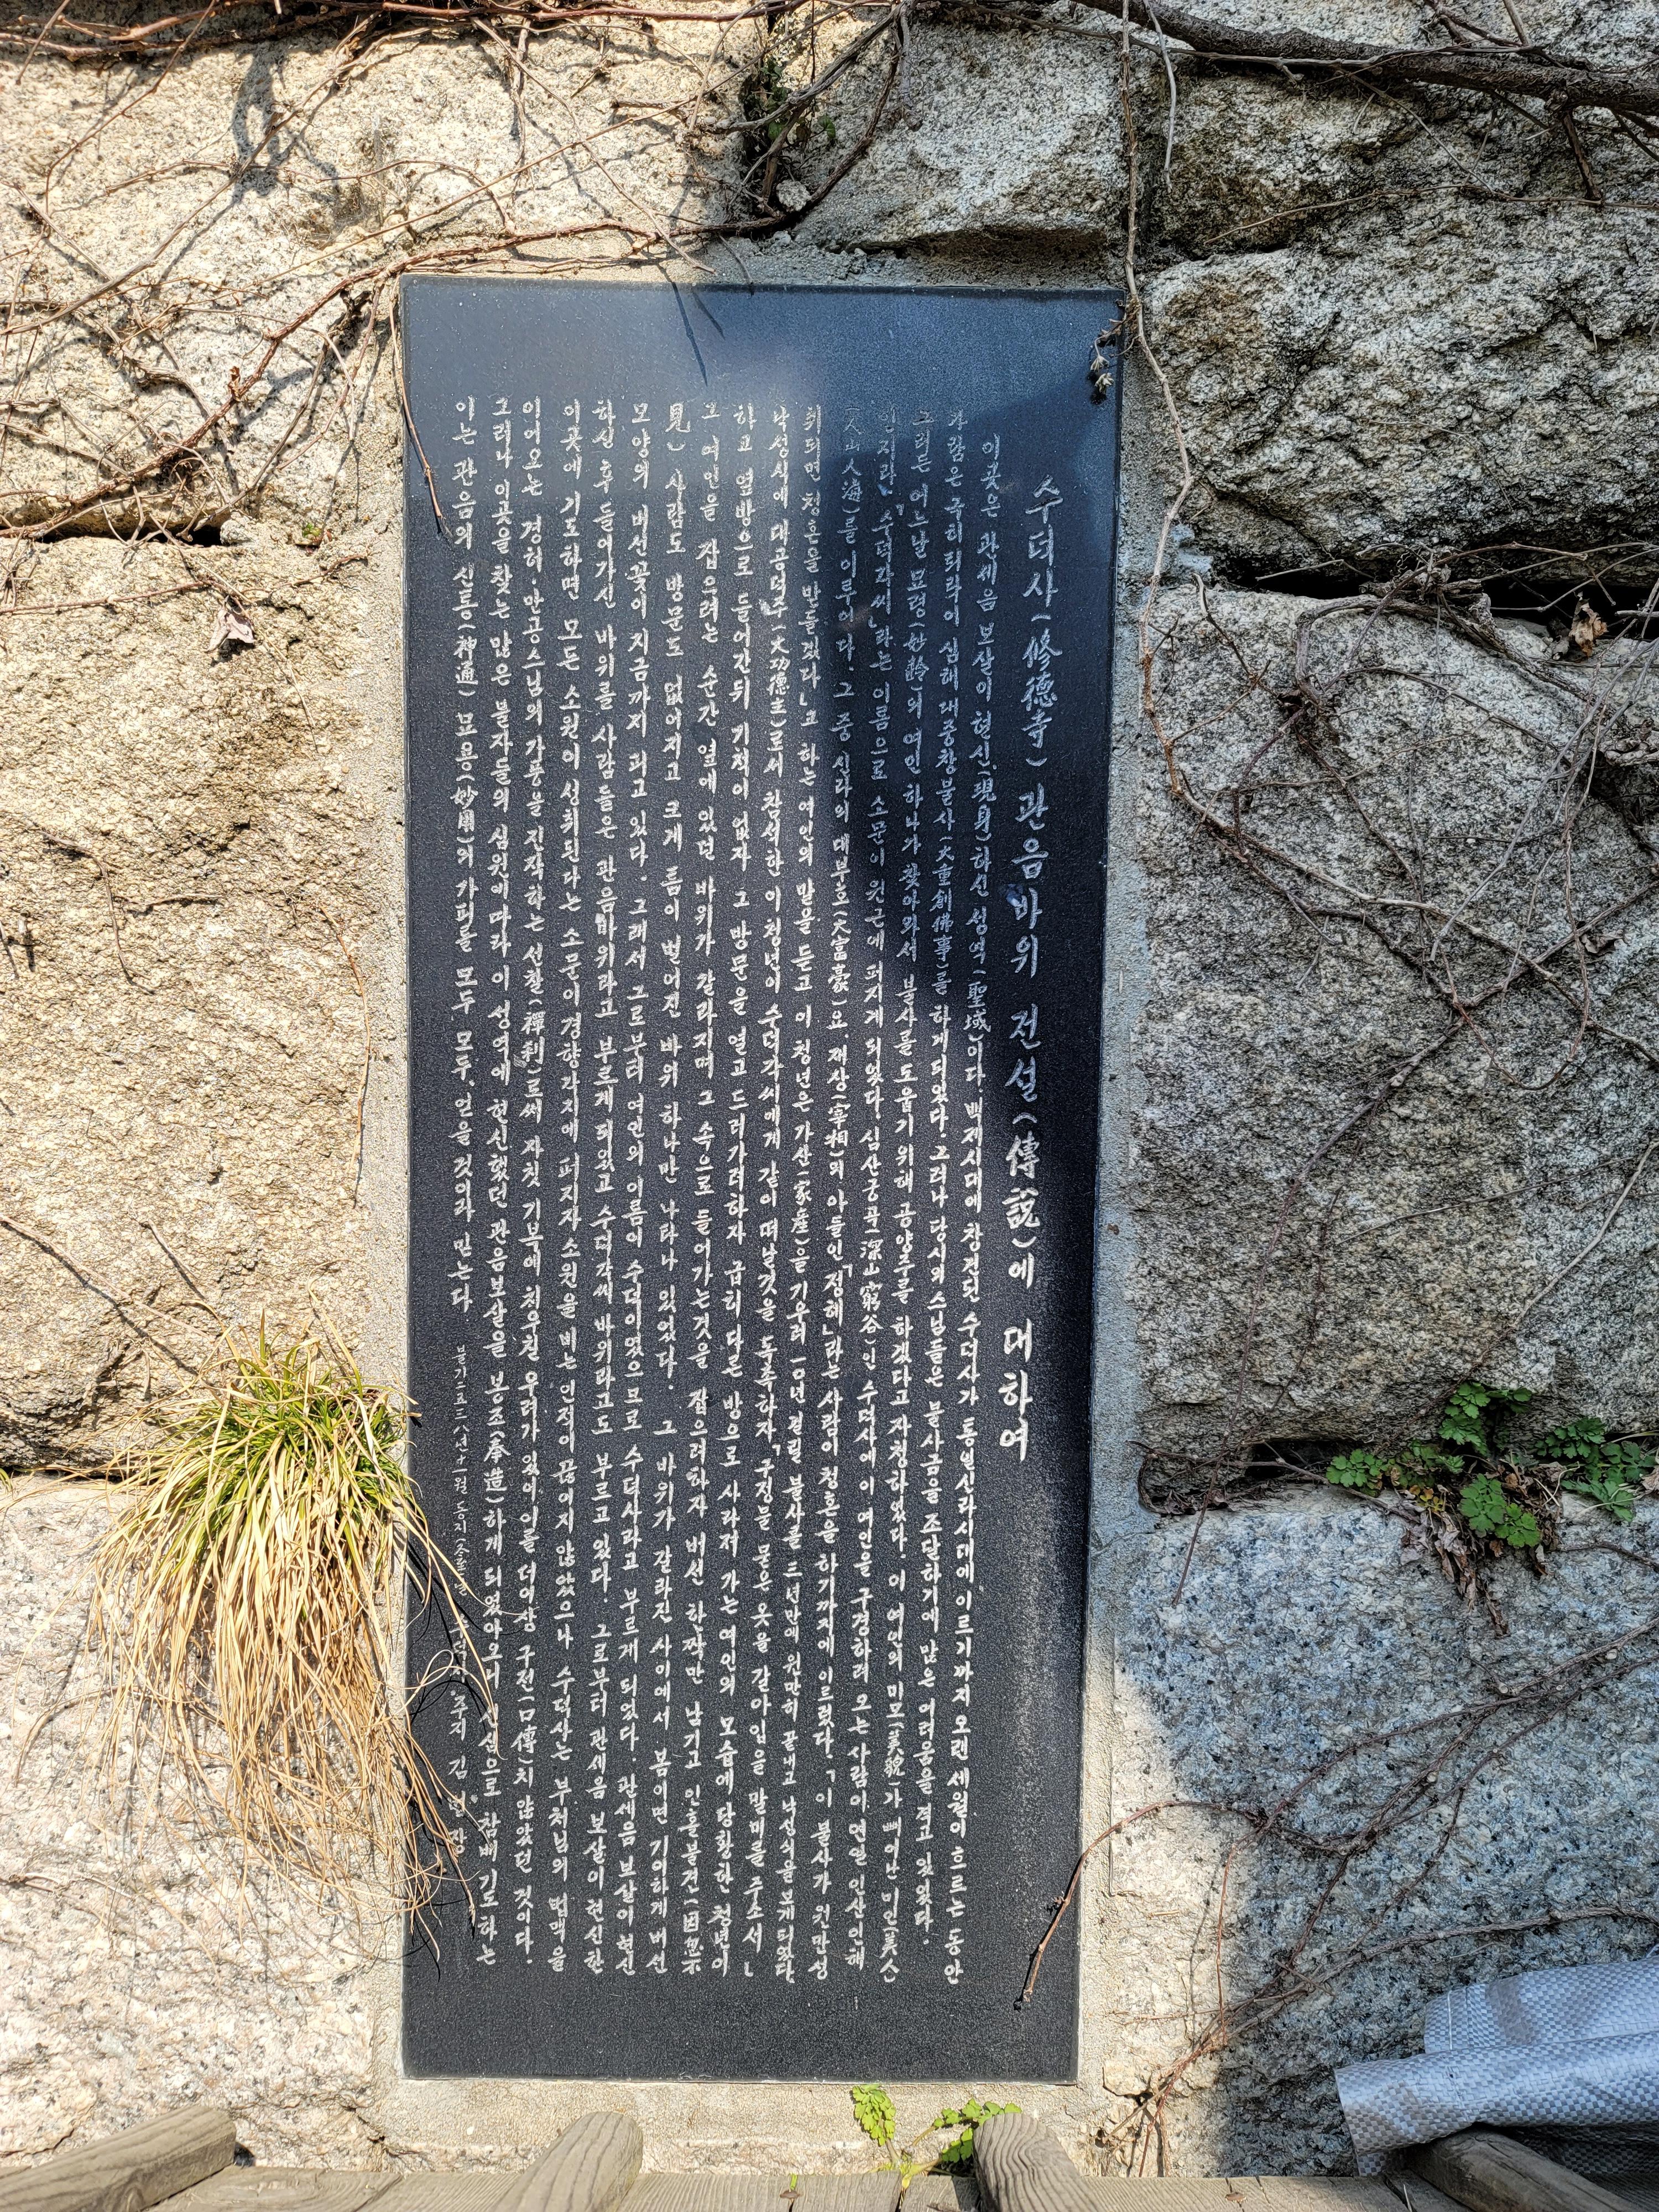 수덕사(修德寺) 관음바위 전설(傳說)에 대하여
이곳은 관세음 보살이 현신(現身)하신 성역(聖域)이다. 백제시대에 창건된 수덕사가 통일신라시대에 이르기까지 오랜 세월이 흐르는 동안
가람은 극히 퇴락이 심해 대중창불사(大重創佛事)를 하게되었다. 그러나 당시의 스님들은 불사금을 조달하기에 많은 어려움을 겪고 있었다.
그러든 어느날 묘령(妙齡)의 여인 하나가 찾아와서 불사를 돕기 위해 공양주를 하겠다고 자청하였다. 이 여인의 미모(美貌)가 빼어난 미인(美人)
인지라 「수덕각씨」라는 이름으로 소문이 원근에 퍼지게 되었다. 심산궁곡(深山窮谷)인 수덕사에 이 여인을 구경하러 오는 사람이 연일 인산인해
(人山人海)를 이루어다. 그 중 신라의 대부호(大富豪)요, 재상(宰相)의 아들인 「정혜」라는 사람이 청혼을 하기까지에 이르렀다. 「이 불사가 원만성
취되면 청혼을 받들겠다」고 하는 여인의 말을 듣고 이 청년은 가산(家産)을 기우려 一0년 걸릴 불사를 三년만에 원만히 끝내고 낙성식을 보게되었다.
낙성식에 대공덕주(大功德主)로서 참석한 이 청년이 수덕각씨에게 같이 떠날것을 독촉하자 「구정물 묻은 옷을 갈아입을 말미를 주소서」
하고 옆방으로 들어간뒤 기척이 없자 그 방문을 열고 드러가려하자 급히 다른 방으로 사라져 가는 여인의 모습에 당황한 청년이
그 여인을 잡으려는 순간 옆에 있던 바위가 갈라지며 그 속으로 들어가는것을 잡으려하자 버선 한짝만 남기고 인홀불견(因忽不
見) 사람도 방문도 없어지고 크게 틈이 벌어진 바위 하나만 나타나 있었다. 그 바위가 갈라진 사이에서 봄이면 기이하게 버선
모양의 버선꽃이 지금까지 피고 있다. 그래서 그로부터 여인의 이름이 수덕이였으므로 수덕사라고 부르게 되었다. 관세음 보살이 현신
하신 후 들어가신 바위를 사람들은 관음바위라고 부르게되었고 수덕각씨 바위라고도 부르고 있다. 그로부터 관세음 보살이 현신한
이곳에 기도하면 모든 소원이 성취된다는 소문이 경향각지에 퍼지자 소원을 비는 인적이 끊이지 않았으나 수덕사는 부처님의 법맥을
이어오는 경허·만공스님의 가풍을 진작하는 선찰(禪刹)로써 자칫 기복에 치우칠 우려가 있어 이를 더이상 구전(口傳)치 않았던 것이다.
그러나 이곳을 찾는 많은 불자들의 심원에 따라 이 성역에 현신했던 관음보살을 봉조(奉造)하게 되었아오니 신심으로 참배 기도하는
이는 관음의 신통(神通) 묘용(妙用)의 가피를 모두 모두, 얻을 것이라 믿는다.
불기二五三八년十一월 동지 주지 김